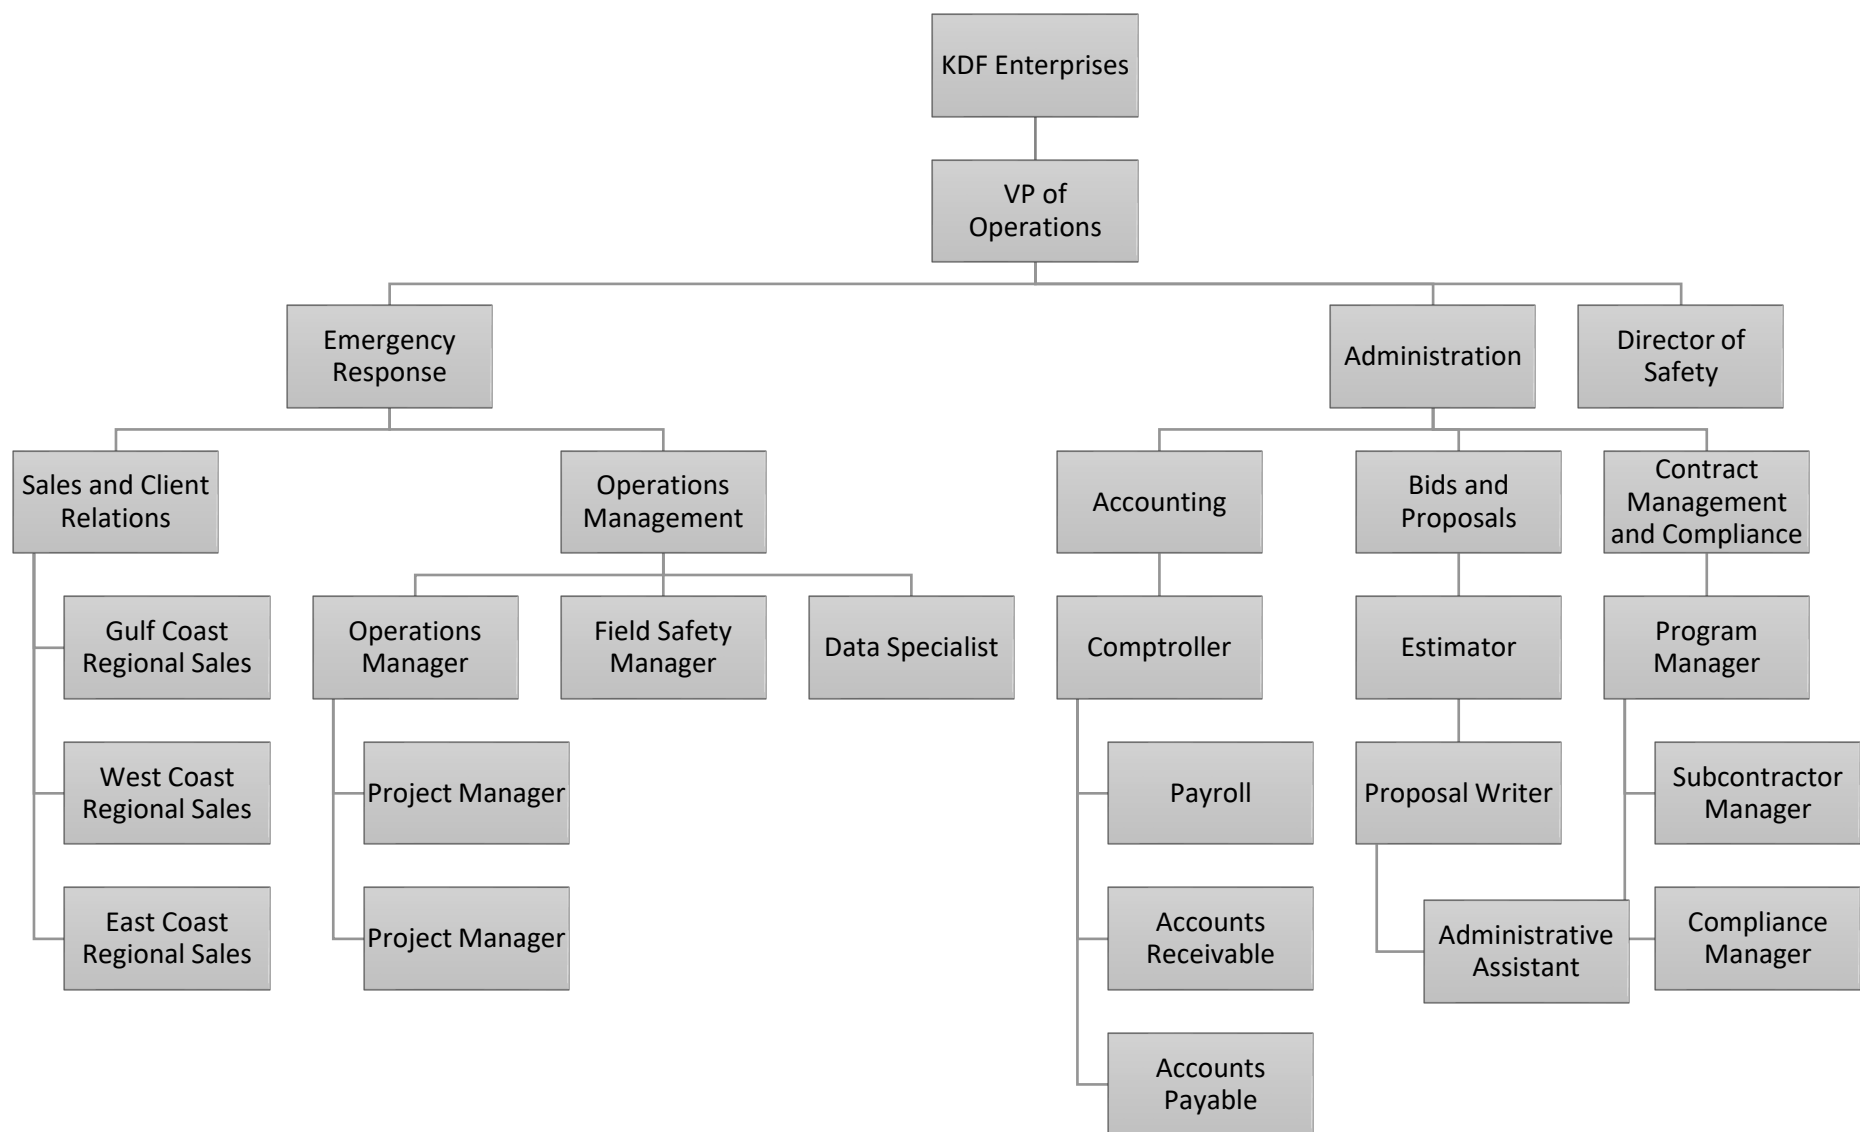 KDF Enterprises
VP of
Operations
Emergency
Response
Administration
Director of
Safety
Sales and Client
Relations
Operations
Management
Accounting
Bids and
Proposals
Contract
Management
and Compliance
Gulf Coast
Regional Sales
Operations
Manager
Field Safety
Manager
Data Specialist
Comptroller
Estimator
Program
Manager
West Coast
Regional Sales
Project Manager
Payroll
Proposal Writer
Subcontractor
Manager
East Coast
Regional Sales
Project Manager
Accounts
Receivable
Administrative
Assistant
Compliance
Manager
Accounts
Payable